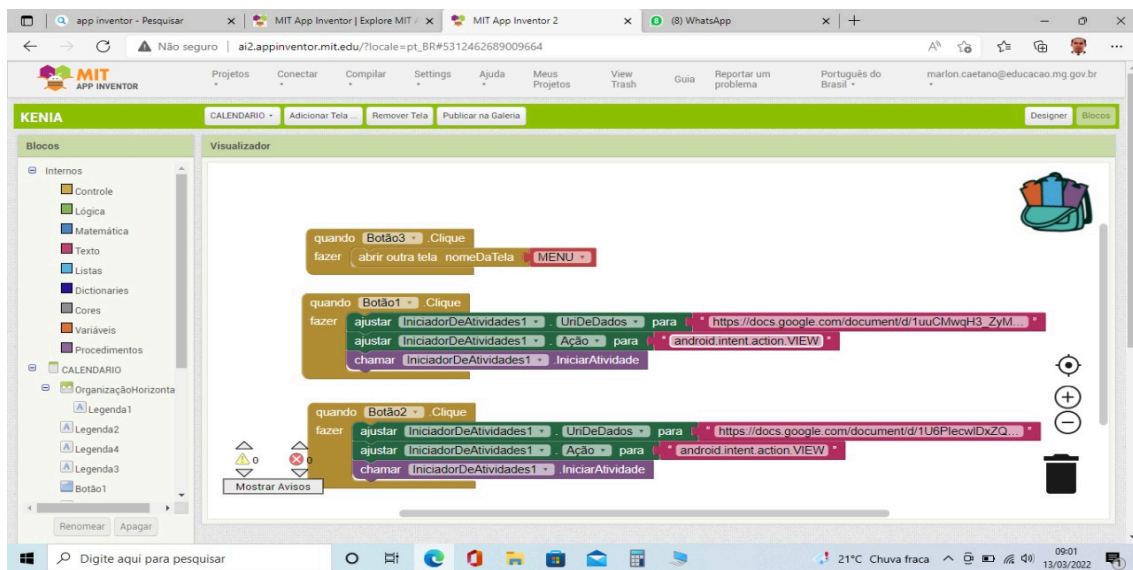 app inventor - Pesquisar
MIT App Inventor | Explore MIT A
MIT App Inventor 2
(8) WhatsApp
Não seguro | ai2.appinventor.mit.edu/?locale=pt_BR#5312462689009664
MIT
APP INVENTOR
Projetos Conectar Compilar Settings Ajuda Meus Projetos View Trash Guia Reportar um problema Português do Brasil marlon.caetano@educacao.mg.gov.br
KENIA
CALENDARIO Adicionar Tela ... Remover Tela Publicar na Galeria
Designer Blocos
Blocos
Visualizador
Internos
Controle
Lógica
Matemática
Texto
Listas
Dictionaries
Cores
Variáveis
Procedimentos
CALENDARIO
OrganizaçãoHorizonta
Legenda1
Legenda2
Legenda4
Legenda3
Botão1
Renomear Apagar
quando Botão3 .Clique
fazer abrir outra tela nomeDaTela MENU
quando Botão1 .Clique
fazer ajustar IniciadorDeAtividades1 . UriDeDados para " https://docs.google.com/document/d/1uuCMwqH3_ZyM... "
ajustar IniciadorDeAtividades1 . Ação para " android.intent.action.VIEW "
chamar IniciadorDeAtividades1 .IniciarAtividade
quando Botão2 .Clique
fazer ajustar IniciadorDeAtividades1 . UriDeDados para " https://docs.google.com/document/d/1U6PlecwlDxZQ... "
ajustar IniciadorDeAtividades1 . Ação para " android.intent.action.VIEW "
chamar IniciadorDeAtividades1 .IniciarAtividade
0 0
Mostrar Avisos
Digite aqui para pesquisar
21°C Chuva fraca
09:01
13/03/2022